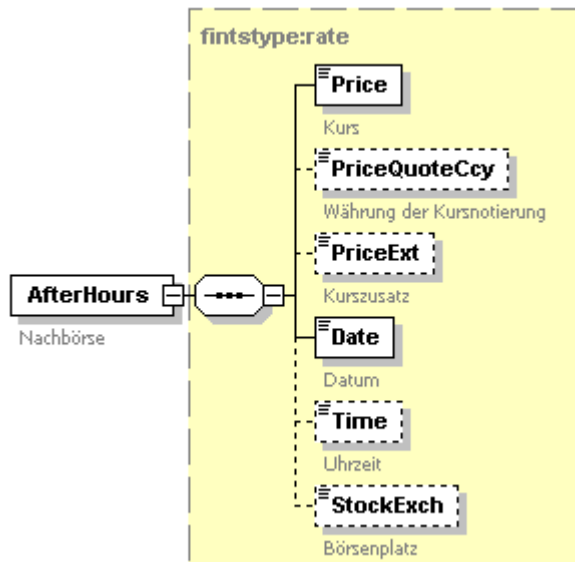 fintstype:rate
Price
Kurs
PriceQuoteCcy
Währung der Kursnotierung
PriceExt
Kurszusatz
AfterHours
Nachbörse
Date
Datum
Time
Uhrzeit
StockExch
Börsenplatz